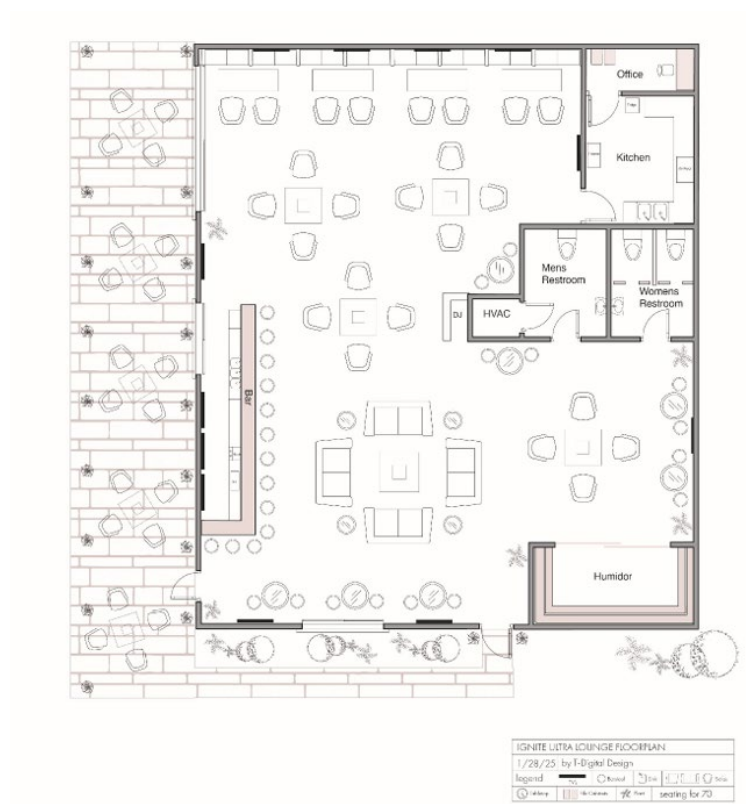 Office
Kitchen
Mens
Restroom
Womens
Restroom
HVAC
DJ
Bar
Humidor
IGNITE ULTRA LOUNGE FLOORPLAN
1/28/25 by T-Digital Design
legend
TV
seating for 70